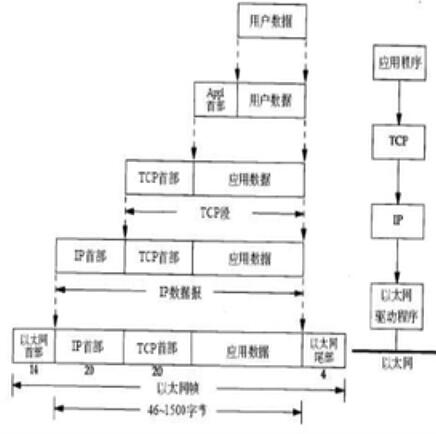 用户数据
Appl
首部
用户数据
TCP首部
应用数据
TCP段
IP首部
TCP首部
应用数据
IP数据报
以太网
首部
IP首部
TCP首部
应用数据
以太网
尾部
14
20
20
4
以太网帧
46~1500字节
应用程序
TCP
IP
以太网
驱动程序
以太网